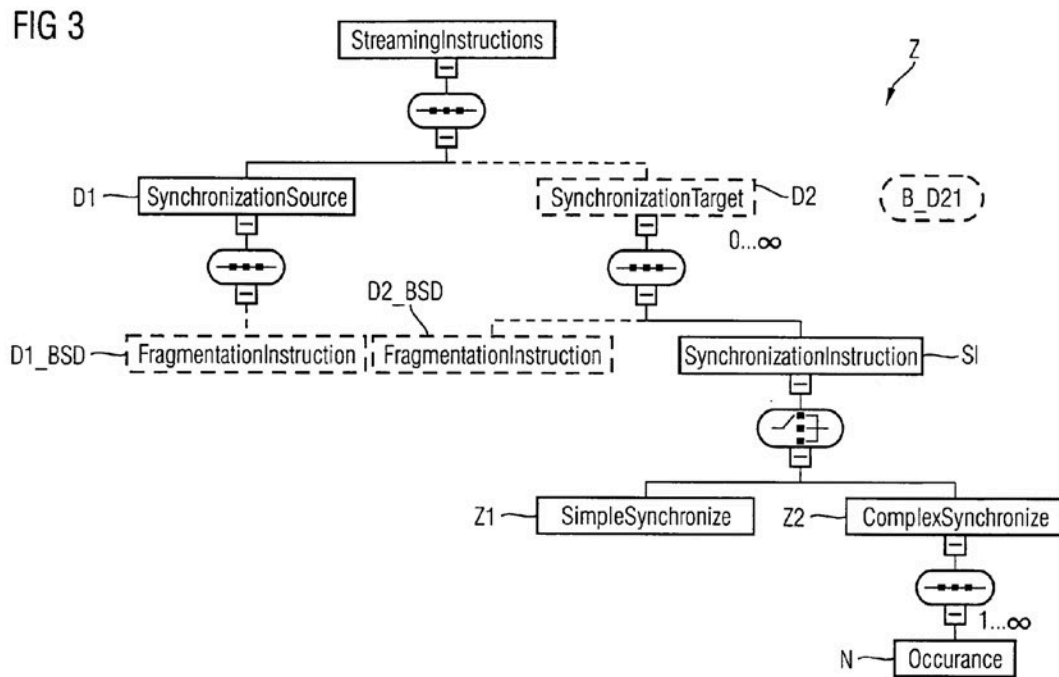 FIG 3
StreamingInstructions
Z
D1
SynchronizationSource
SynchronizationTarget
D2
B_D21
0...∞
D2_BSD
D1_BSD
FragmentationInstruction
FragmentationInstruction
SynchronizationInstruction
SI
Z1
SimpleSynchronize
Z2
ComplexSynchronize
1...∞
N
Occurance